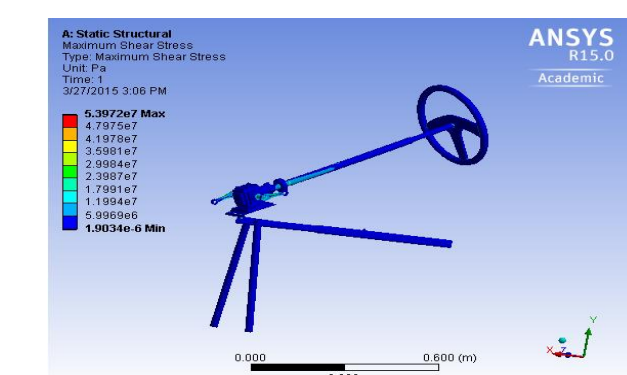 A: Static Structural
Maximum Shear Stress
Type: Maximum Shear Stress
Unit: Pa
Time: 1
3/27/2015 3:06 PM
5.3972e7 Max
4.7975e7
4.1978e7
3.5981e7
2.9984e7
2.3987e7
1.7991e7
1.1994e7
5.9969e6
1.9034e-6 Min
ANSYS
R15.0
Academic
Y
X
Z
0.000
0.600 (m)